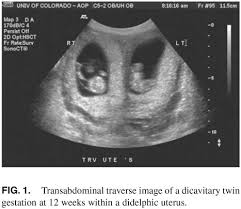 UNIV OF COLORADO - AOP C5-2 OB/UH OB 8:16:16 am Fr #95 11.5cm
Map 3 D A
170dB/C 4
Persist Off
2D Opt:HSCT
Fr Rate:Surv
SonoCT®
RT
LT
TRV UTE'S
FIG. 1. Transabdominal traverse image of a dicavitary twin
gestation at 12 weeks within a didelphic uterus.